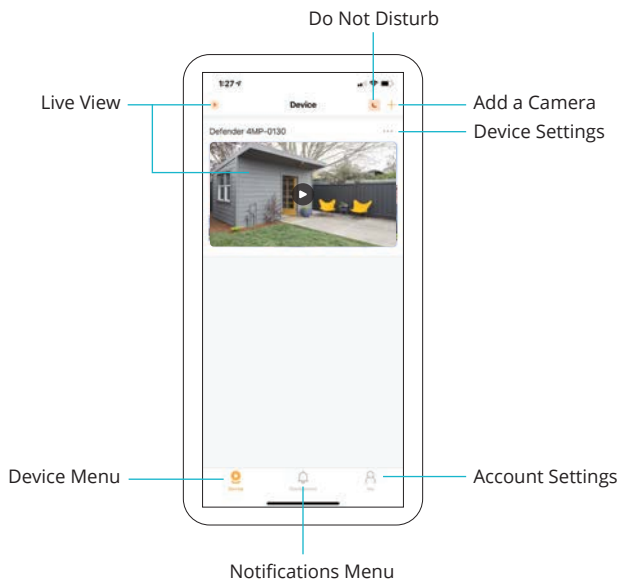 Do Not Disturb
1:27
Live View
Device
Add a Camera
Defender 4MP-0130
Device Settings
Device Menu
Account Settings
Notifications Menu